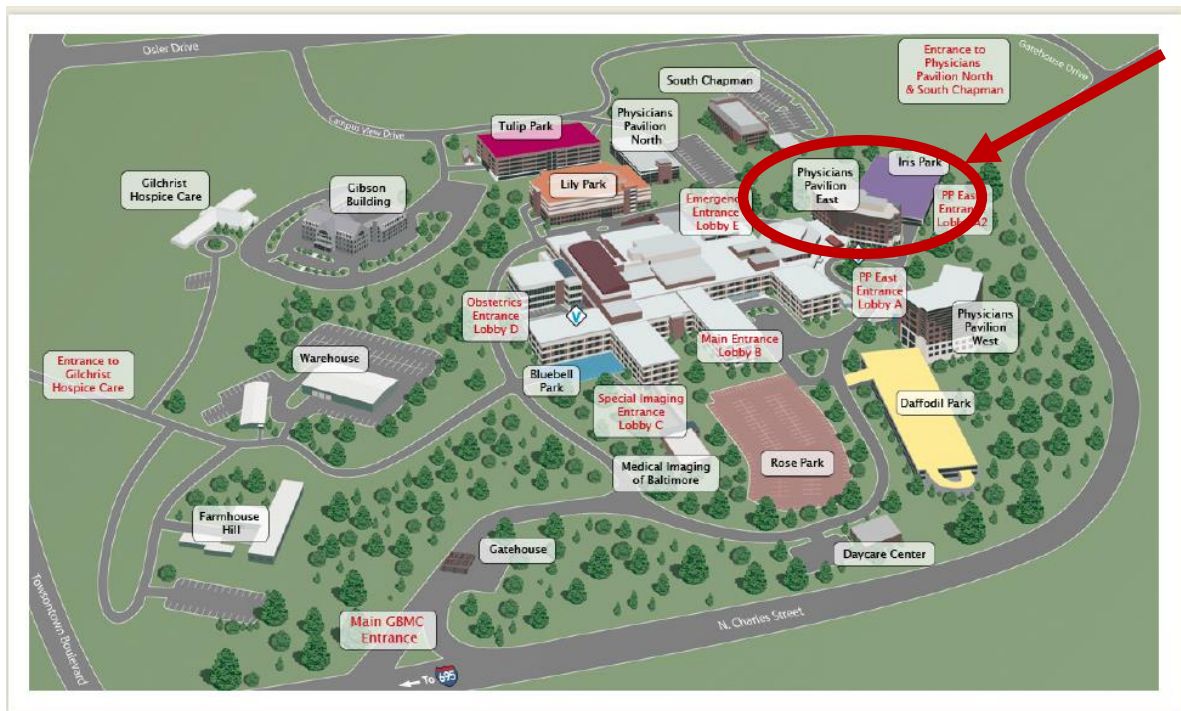 Osler Drive
Entrance to
Physicians
Pavilion North
& South Chapman
Gatehouse Drive
South Chapman
Campus View Drive
Tulip Park
Physicians
Pavilion
North
Iris Park
Physicians
Pavilion
East
Gilchrist
Hospice Care
Gibson
Building
Lily Park
Emergency
Entrance
Lobby E
PP East
Entran
Lobby A2
PP East
Entrance
Lobby A
Obstetrics
Entrance
Lobby D
V
Physicians
Pavilion
West
Main Entrance
Lobby B
Warehouse
Entrance to
Gilchrist
Hospice Care
Bluebell
Park
Special Imaging
Entrance
Lobby C
Daffodil Park
Medical Imaging
of Baltimore
Rose Park
Farmhouse
Hill
Gatehouse
Daycare Center
Towsontown Boulevard
Main GBMC
Entrance
N. Charles Street
To 695